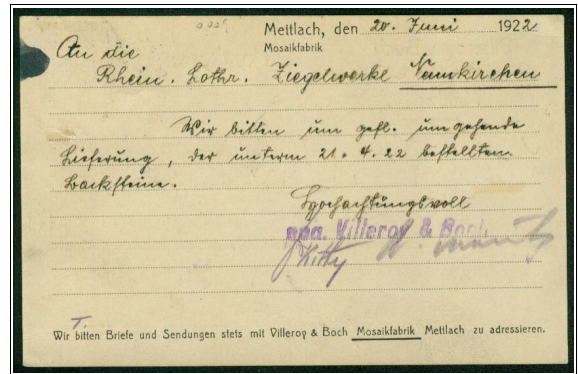 Mettlach, den 20. Juni 1922
Mosaikfabrik
An die
Rhein. Lothr. Ziegelwerke Neunkirchen
Wir bitten um gefl. umgehende
Lieferung, der unterm 21. 4. 22 bestellten
Backsteine.
Hochachtungsvoll
ppa. Villeroy & Boch
Wir bitten Briefe und Sendungen stets mit Villeroy & Boch Mosaikfabrik Mettlach zu adressieren.